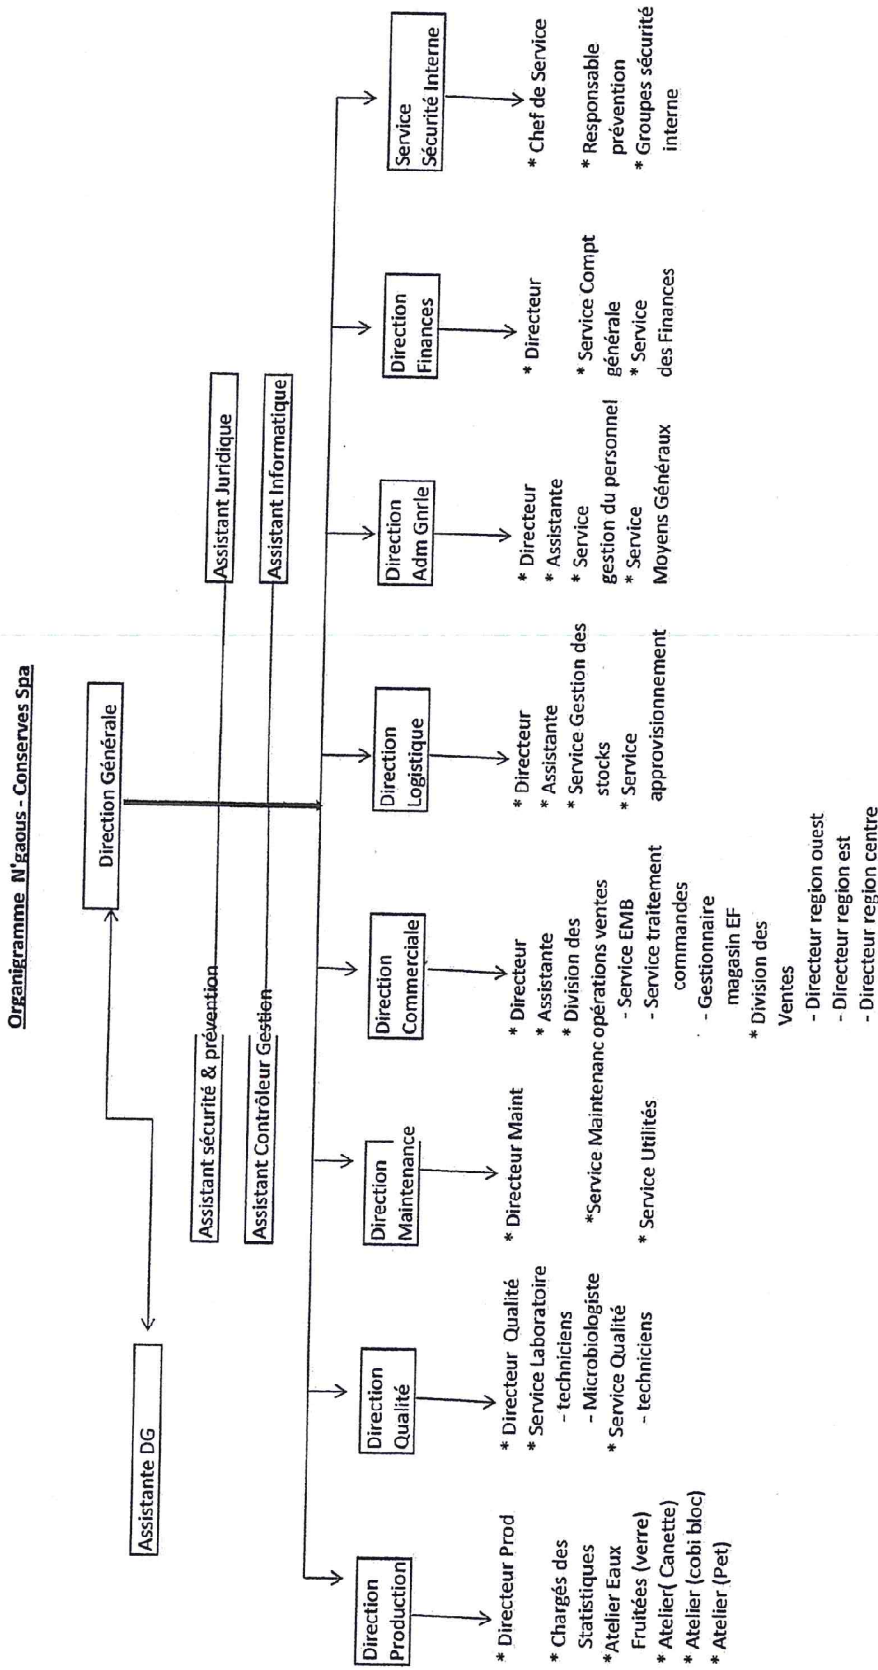 Organigramme N'gaous - Conserves Spa
Direction Générale
Assistante DG
Assistant sécurité & prévention
Assistant Juridique
Assistant Contrôleur Gestion
Assistant Informatique
Direction
Production
* Directeur Prod
* Chargés des
Statistiques
*Atelier Eaux
Fruitées (verre)
* Atelier( Canette)
* Atelier (cobi bloc)
* Atelier (Pet)
Direction
Qualité
* Directeur Qualité
* Service Laboratoire
- techniciens
- Microbiologiste
* Service Qualité
- techniciens
Direction
Maintenance
* Directeur Maint
*Service Maintenanc
* Service Utilités
Direction
Commerciale
* Directeur
* Assistante
* Division des
opérations ventes
- Service EMB
- Service traitement
commandes
- Gestionnaire
magasin EF
* Division des
Ventes
- Directeur region ouest
- Directeur region est
- Directeur region centre
Direction
Logistique
* Directeur
* Assistante
* Service Gestion des
stocks
* Service
approvisionnement
Direction
Adm Gnrle
* Directeur
* Assistante
* Service
gestion du personnel
* Service
Moyens Généraux
Direction
Finances
* Directeur
* Service Compt
générale
* Service
des Finances
Service
Sécurité Interne
* Chef de Service
* Responsable
prévention
* Groupes sécurité
interne